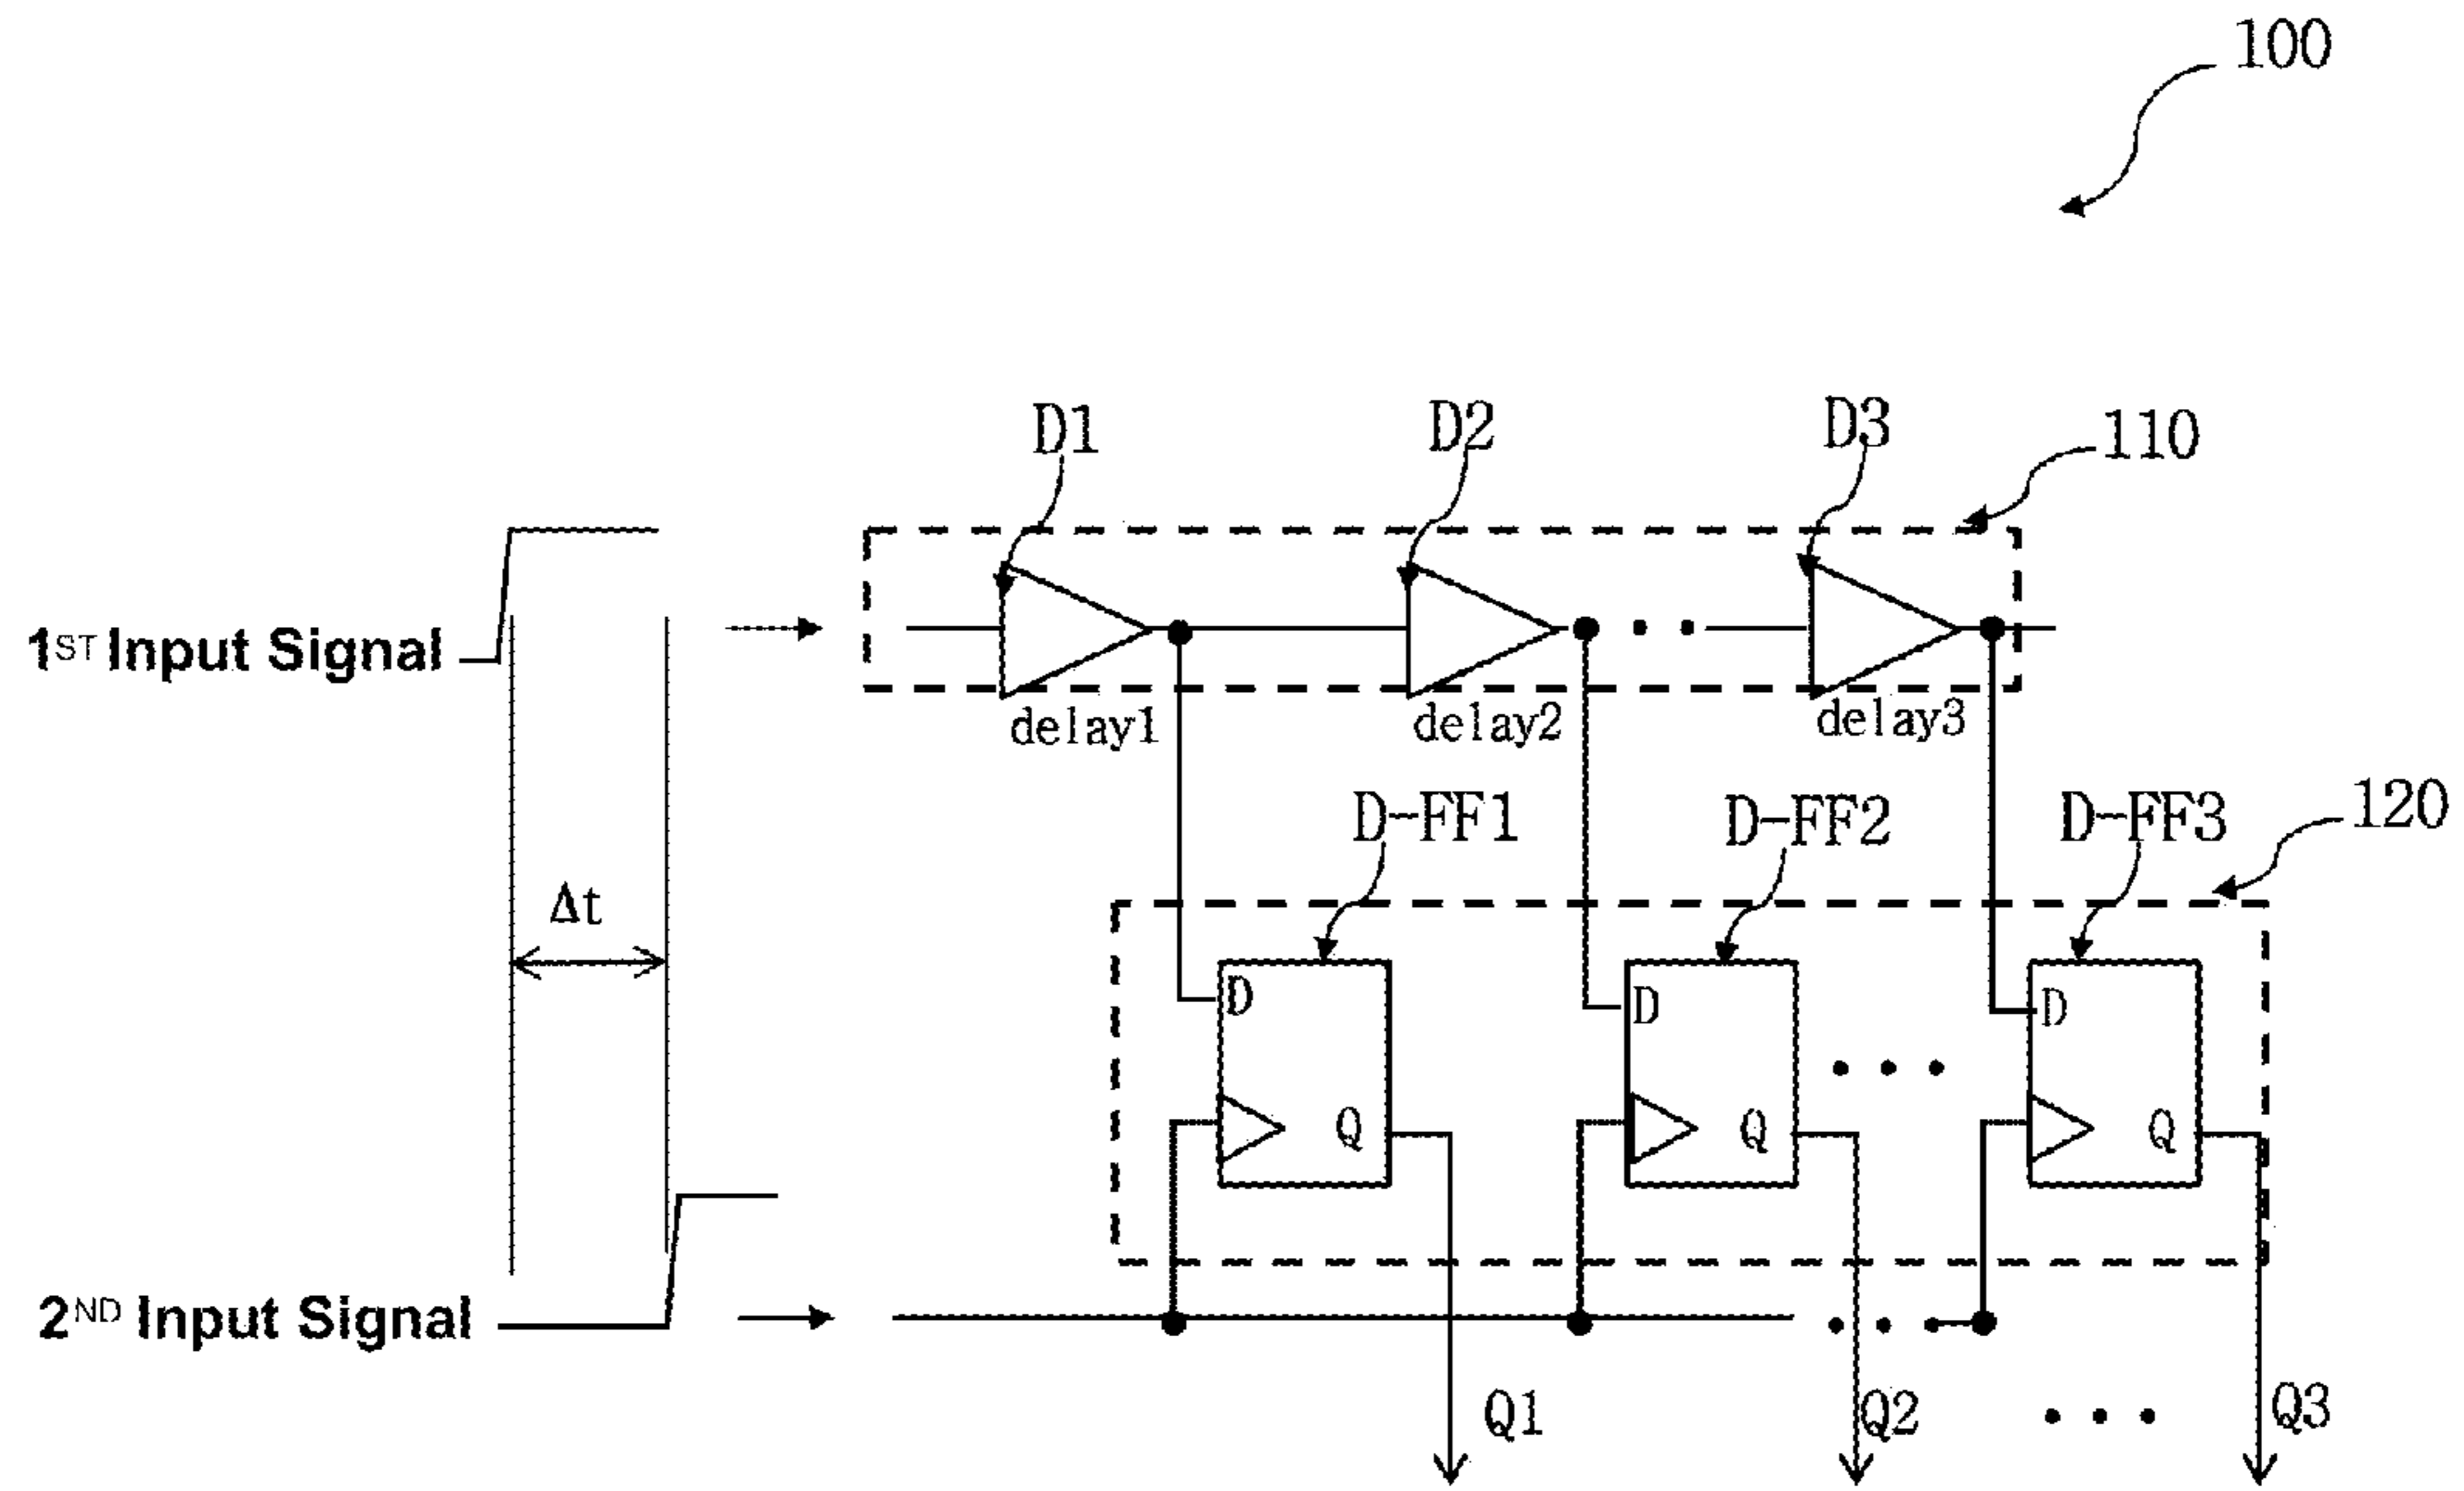 100
D1
D2
D3
110
1ST Input Signal
delay1
delay2
delay3
D-FF1
D-FF2
D-FF3
120
Δt
D
D
D
Q
Q
Q
2ND Input Signal
Q1
Q2
Q3